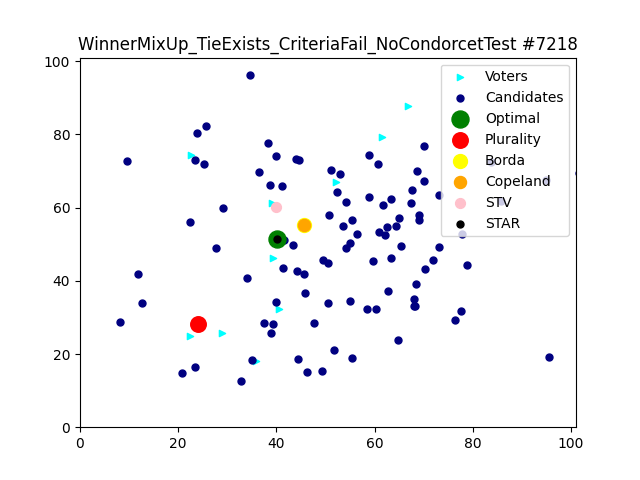 WinnerMixUp_TieExists_CriteriaFail_NoCondorcetTest #7218
100
80
60
40
20
0
0 20 40 60 80 100
Voters
Candidates
Optimal
Plurality
Borda
Copeland
STV
STAR